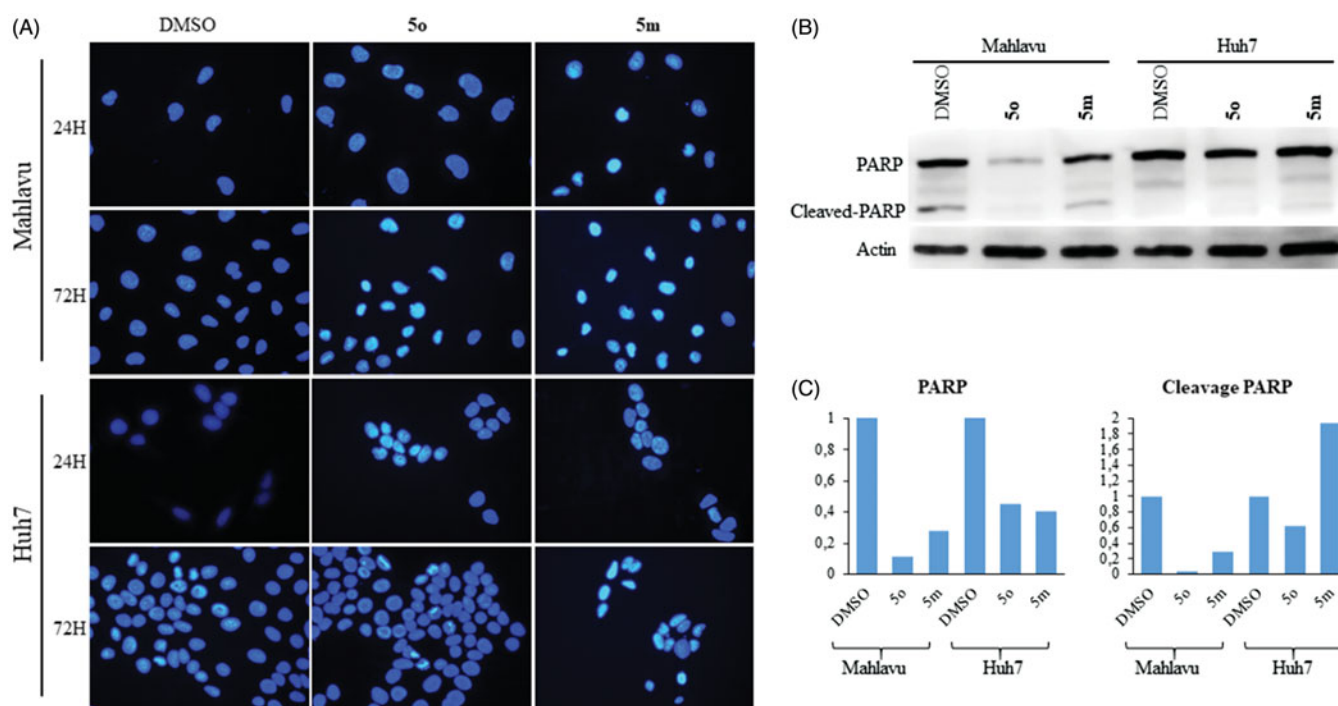 (A)
DMSO 5o 5m
Mahlavu
24H
72H
Huh7
24H
72H
(B)
Mahlavu Huh7
DMSO 5o 5m DMSO 5o 5m
PARP
Cleaved-PARP
Actin
(C)
PARP
1
0,8
0,6
0,4
0,2
0
DMSO 5o 5m DMSO 5o 5m
Mahlavu Huh7
Cleavage PARP
2
1,8
1,6
1,4
1,2
1
0,8
0,6
0,4
0,2
0
DMSO 5o 5m DMSO 5o 5m
Mahlavu Huh7